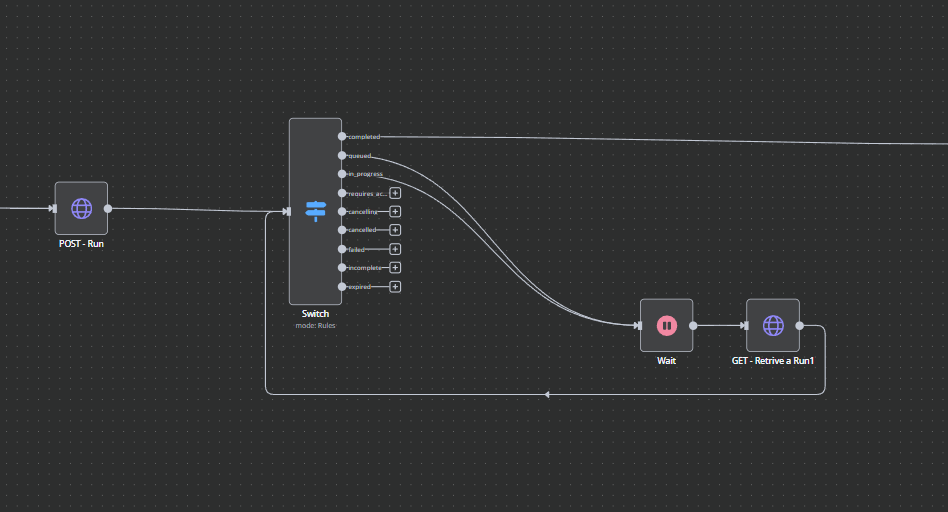 POST - Run
completed
queued
in_progress
requires_ac...
cancelling
cancelled
failed
incomplete
expired
Switch
mode: Rules
Wait
GET - Retrive a Run1